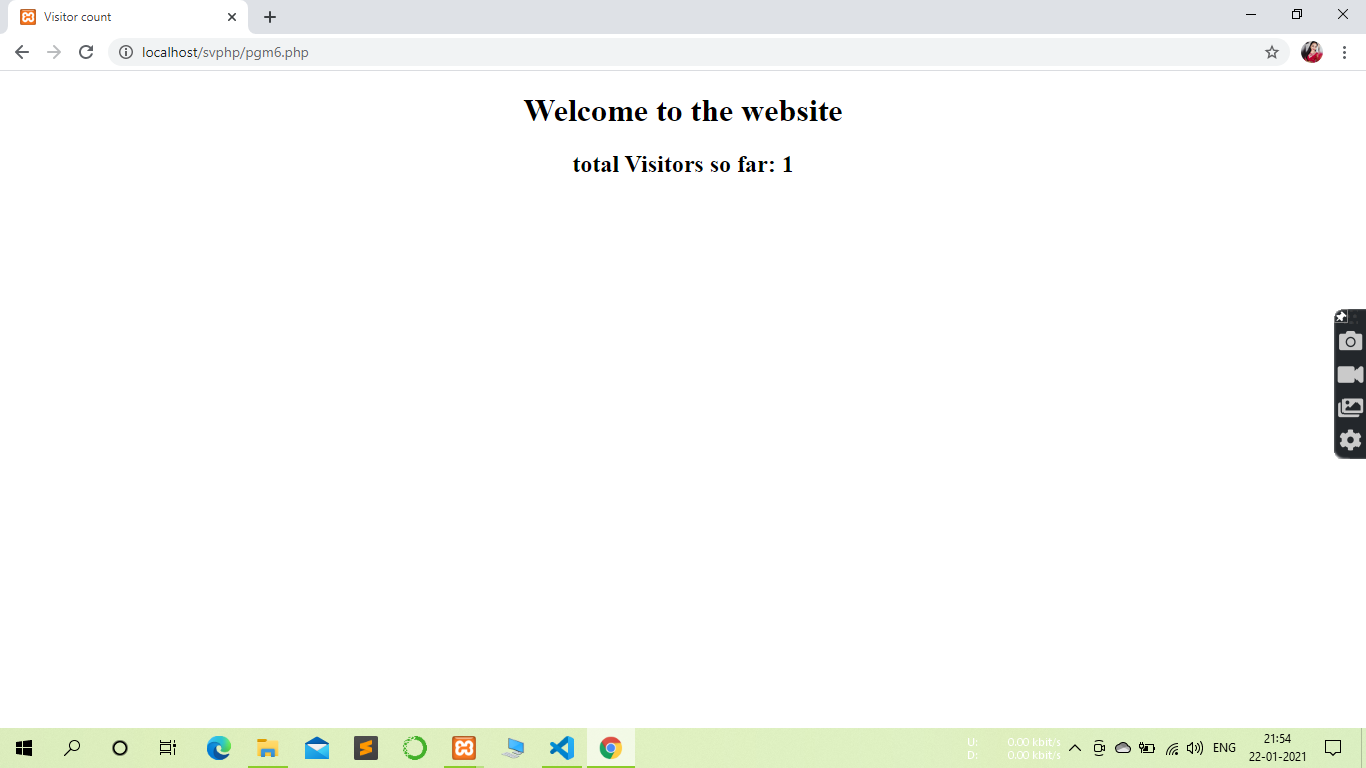 Visitor count
localhost/svphp/pgm6.php
Welcome to the website
total Visitors so far: 1
U: 0.00 kbit/s
D: 0.00 kbit/s
ENG
21:54
22-01-2021